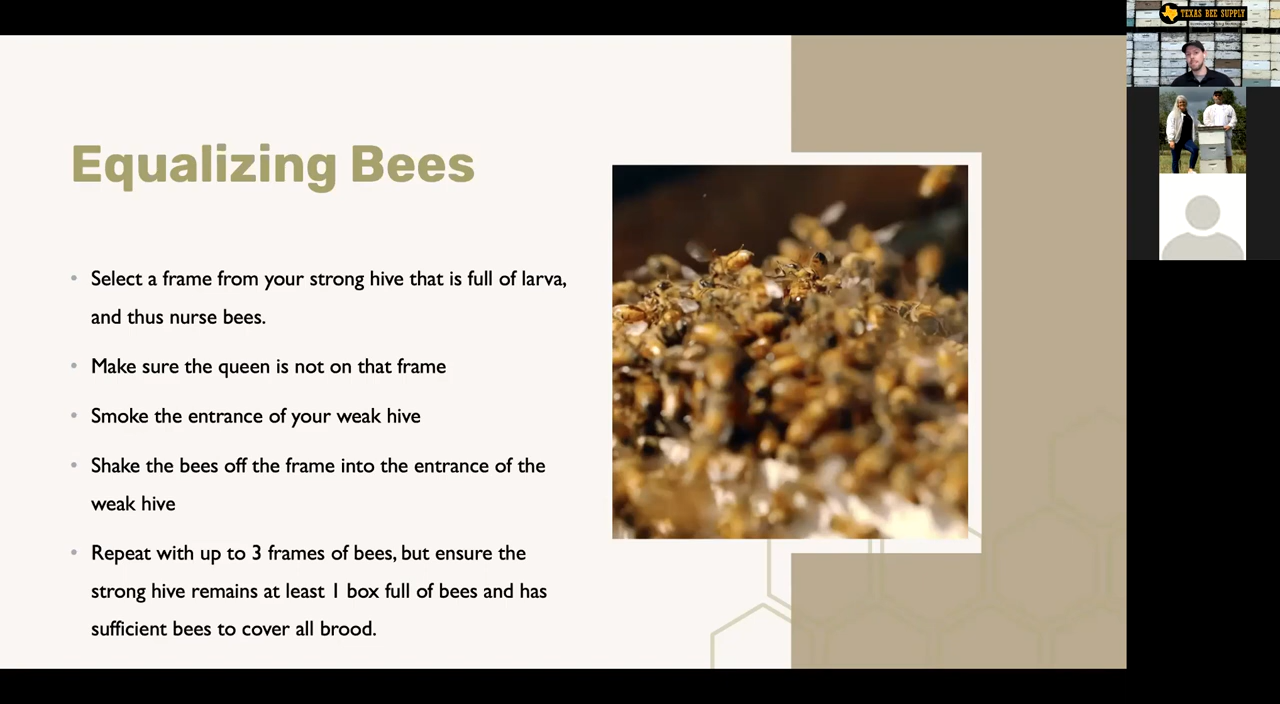 TEXAS BEE SUPPLY
Equalizing Bees
• Select a frame from your strong hive that is full of larva,
and thus nurse bees.
• Make sure the queen is not on that frame
• Smoke the entrance of your weak hive
• Shake the bees off the frame into the entrance of the
weak hive
• Repeat with up to 3 frames of bees, but ensure the
strong hive remains at least 1 box full of bees and has
sufficient bees to cover all brood.